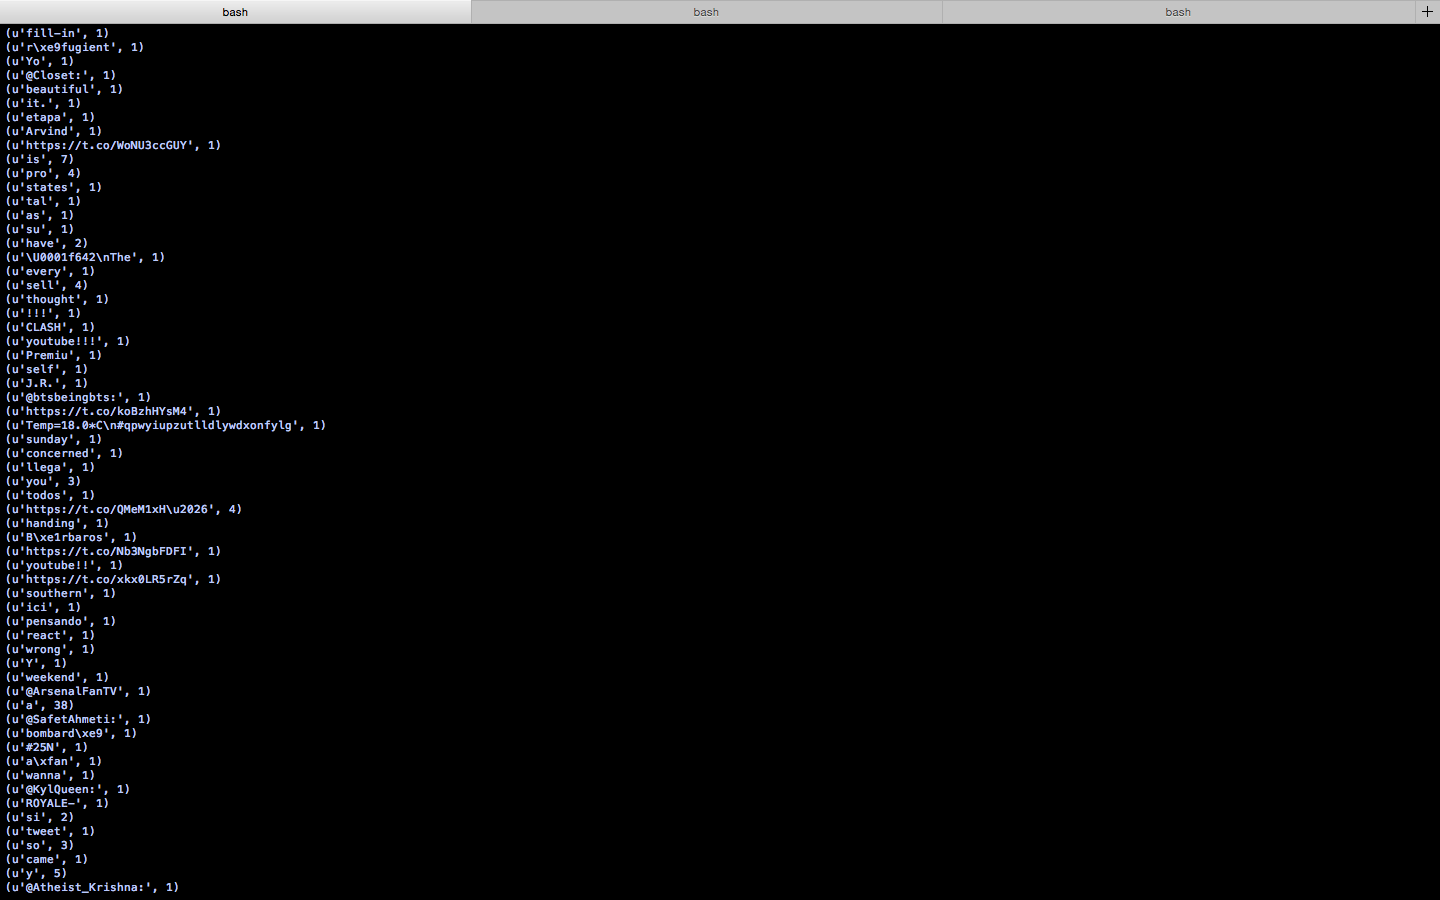 bash bash bash +
(u'fill-in', 1)
(u'r\xe9fugient', 1)
(u'Yo', 1)
(u'@Closet:', 1)
(u'beautiful', 1)
(u'it.', 1)
(u'etapa', 1)
(u'Arvind', 1)
(u'https://t.co/WoNU3ccGUY', 1)
(u'is', 7)
(u'pro', 4)
(u'states', 1)
(u'tal', 1)
(u'as', 1)
(u'su', 1)
(u'have', 2)
(u'\U0001f642\nThe', 1)
(u'every', 1)
(u'sell', 4)
(u'thought', 1)
(u'!!!', 1)
(u'CLASH', 1)
(u'youtube!!!', 1)
(u'Premiu', 1)
(u'self', 1)
(u'J.R.', 1)
(u'@btsbeingbts:', 1)
(u'https://t.co/koBzhHYsM4', 1)
(u'Temp=18.0*C\n#qpwyiupzutlldlywdxonfylg', 1)
(u'sunday', 1)
(u'concerned', 1)
(u'llega', 1)
(u'you', 3)
(u'todos', 1)
(u'https://t.co/QMeM1xH\u2026', 4)
(u'handing', 1)
(u'B\xe1rbaros', 1)
(u'https://t.co/Nb3NgbFDFI', 1)
(u'youtube!!', 1)
(u'https://t.co/xkx0LR5rZq', 1)
(u'southern', 1)
(u'ici', 1)
(u'pensando', 1)
(u'react', 1)
(u'wrong', 1)
(u'Y', 1)
(u'weekend', 1)
(u'@ArsenalFanTV', 1)
(u'a', 38)
(u'@SafetAhmeti:', 1)
(u'bombard\xe9', 1)
(u'#25N', 1)
(u'a\xfan', 1)
(u'wanna', 1)
(u'@KylQueen:', 1)
(u'ROYALE-', 1)
(u'si', 2)
(u'tweet', 1)
(u'so', 3)
(u'came', 1)
(u'y', 5)
(u'@Atheist_Krishna:', 1)